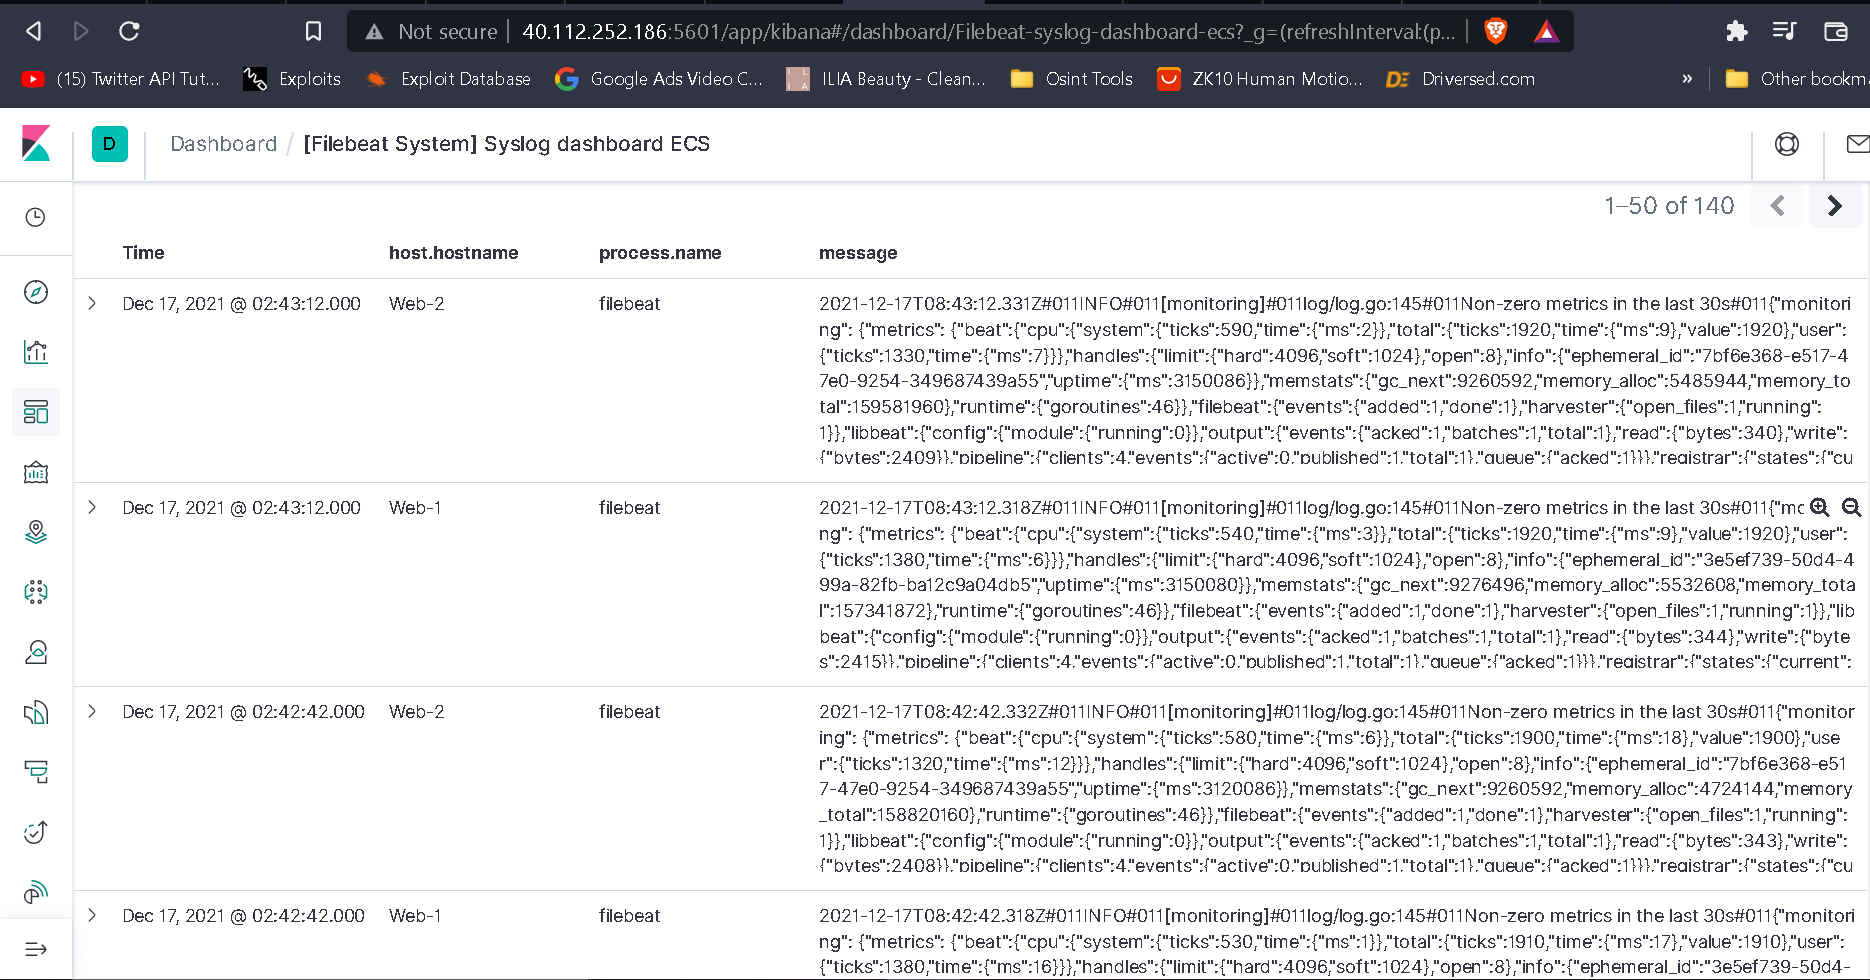 Not secure
40.112.252.186:5601/app/kibana#/dashboard/Filebeat-syslog-dashboard-ecs?_g=(refreshInterval:(p...
(15) Twitter API Tut...
Exploits
Exploit Database
Google Ads Video C...
ILIA Beauty - Clean...
Osint Tools
ZK10 Human Motio...
DE Driversed.com
»
Other bookma
D
Dashboard / [Filebeat System] Syslog dashboard ECS
1–50 of 140
Time host.hostname process.name message
Dec 17, 2021 @ 02:43:12.000 Web-2 filebeat 2021-12-17T08:43:12.331Z#011INFO#011[monitoring]#011log/log.go:145#011Non-zero metrics in the last 30s#011{"monitori
ng": {"metrics": {"beat":{"cpu":{"system":{"ticks":590,"time":{"ms":2}},"total":{"ticks":1920,"time":{"ms":9},"value":1920},"user":
{"ticks":1330,"time":{"ms":7}}},"handles":{"limit":{"hard":4096,"soft":1024},"open":8},"info":{"ephemeral_id":"7bf6e368-e517-4
7e0-9254-349687439a55","uptime":{"ms":3150086}},"memstats":{"gc_next":9260592,"memory_alloc":5485944,"memory_to
tal":159581960},"runtime":{"goroutines":46}},"filebeat":{"events":{"added":1,"done":1},"harvester":{"open_files":1,"running":
1}},"libbeat":{"config":{"module":{"running":0}},"output":{"events":{"acked":1,"batches":1,"total":1},"read":{"bytes":340},"write":
{"bytes":2409}},"pipeline":{"clients":4,"events":{"active":0,"published":1,"total":1},"queue":{"acked":1}}},"registrar":{"states":{"cu
Dec 17, 2021 @ 02:43:12.000 Web-1 filebeat 2021-12-17T08:43:12.318Z#011INFO#011[monitoring]#011log/log.go:145#011Non-zero metrics in the last 30s#011{"mo
ng": {"metrics": {"beat":{"cpu":{"system":{"ticks":540,"time":{"ms":3}},"total":{"ticks":1920,"time":{"ms":9},"value":1920},"user":
{"ticks":1380,"time":{"ms":6}}},"handles":{"limit":{"hard":4096,"soft":1024},"open":8},"info":{"ephemeral_id":"3e5ef739-50d4-4
99a-82fb-ba12c9a04db5","uptime":{"ms":3150080}},"memstats":{"gc_next":9276496,"memory_alloc":5532608,"memory_tota
l":157341872},"runtime":{"goroutines":46}},"filebeat":{"events":{"added":1,"done":1},"harvester":{"open_files":1,"running":1}},"lib
beat":{"config":{"module":{"running":0}},"output":{"events":{"acked":1,"batches":1,"total":1},"read":{"bytes":344},"write":{"byte
s":2415}},"pipeline":{"clients":4,"events":{"active":0,"published":1,"total":1},"queue":{"acked":1}}},"registrar":{"states":{"current":
Dec 17, 2021 @ 02:42:42.000 Web-2 filebeat 2021-12-17T08:42:42.332Z#011INFO#011[monitoring]#011log/log.go:145#011Non-zero metrics in the last 30s#011{"monitor
ing": {"metrics": {"beat":{"cpu":{"system":{"ticks":580,"time":{"ms":6}},"total":{"ticks":1900,"time":{"ms":18},"value":1900},"use
r":{"ticks":1320,"time":{"ms":12}}},"handles":{"limit":{"hard":4096,"soft":1024},"open":8},"info":{"ephemeral_id":"7bf6e368-e51
7-47e0-9254-349687439a55","uptime":{"ms":3120086}},"memstats":{"gc_next":9260592,"memory_alloc":4724144,"memory
_total":158820160},"runtime":{"goroutines":46}},"filebeat":{"events":{"added":1,"done":1},"harvester":{"open_files":1,"running":
1}},"libbeat":{"config":{"module":{"running":0}},"output":{"events":{"acked":1,"batches":1,"total":1},"read":{"bytes":343},"write":
{"bytes":2408}},"pipeline":{"clients":4,"events":{"active":0,"published":1,"total":1},"queue":{"acked":1}}},"registrar":{"states":{"cu
Dec 17, 2021 @ 02:42:42.000 Web-1 filebeat 2021-12-17T08:42:42.318Z#011INFO#011[monitoring]#011log/log.go:145#011Non-zero metrics in the last 30s#011{"monitori
ng": {"metrics": {"beat":{"cpu":{"system":{"ticks":530,"time":{"ms":1}},"total":{"ticks":1910,"time":{"ms":17},"value":1910},"user":
{"ticks":1380,"time":{"ms":16}}},"handles":{"limit":{"hard":4096,"soft":1024},"open":8},"info":{"ephemeral_id":"3e5ef739-50d4-